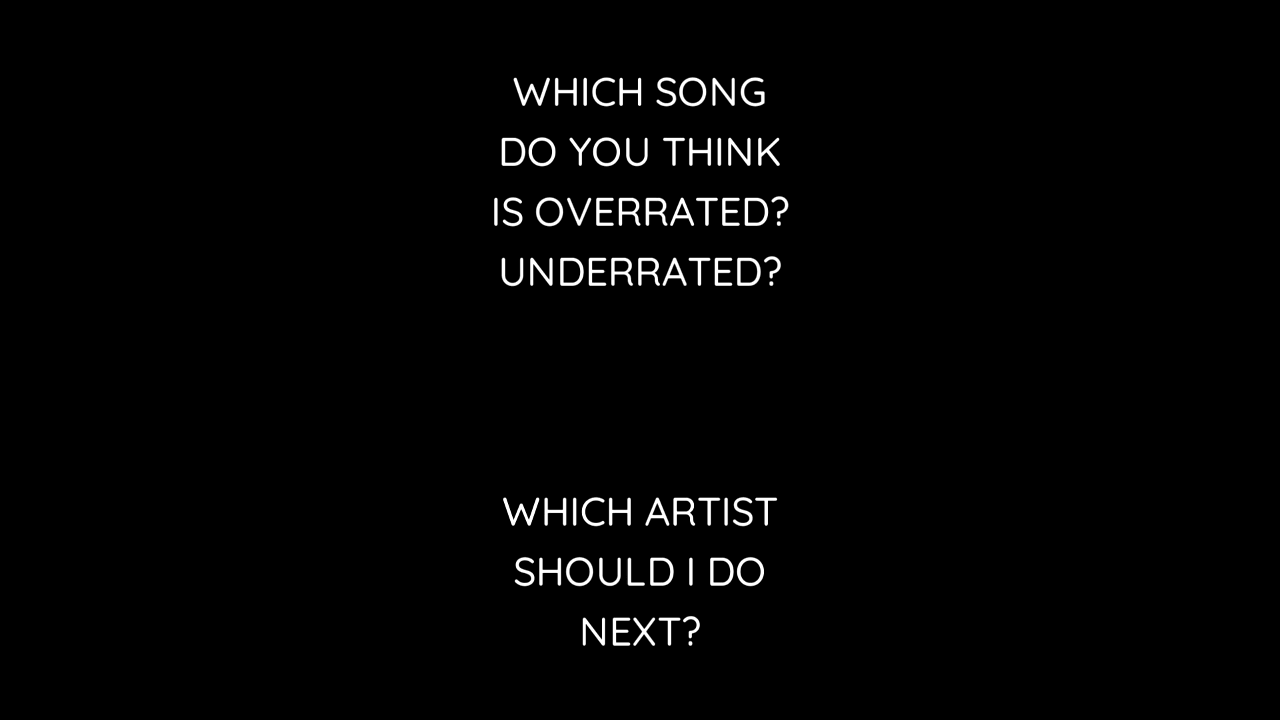 WHICH SONG
DO YOU THINK
IS OVERRATED?
UNDERRATED?
WHICH ARTIST
SHOULD I DO
NEXT?